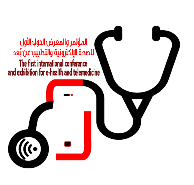 المؤتمر والمعرض الدولي الأول
للصحة الإلكترونية والتطبيب عن بعد
The first international conference
and exhibition for e-health and telemedicine